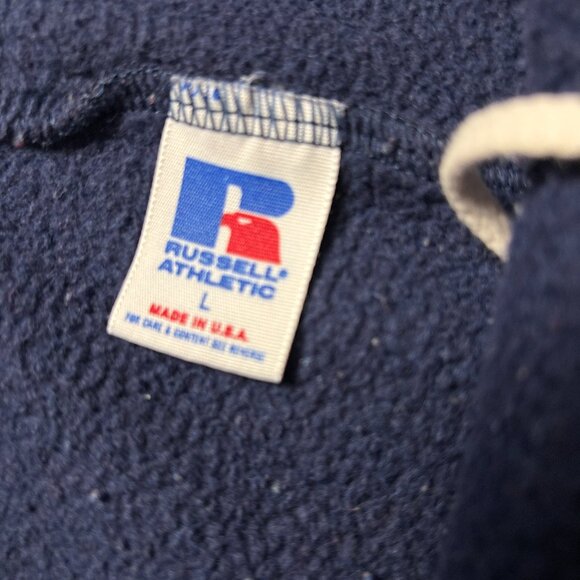 R
RUSSELL®
ATHLETIC
L
MADE IN U.S.A.
FOR CARE & CONTENT SEE REVERSE